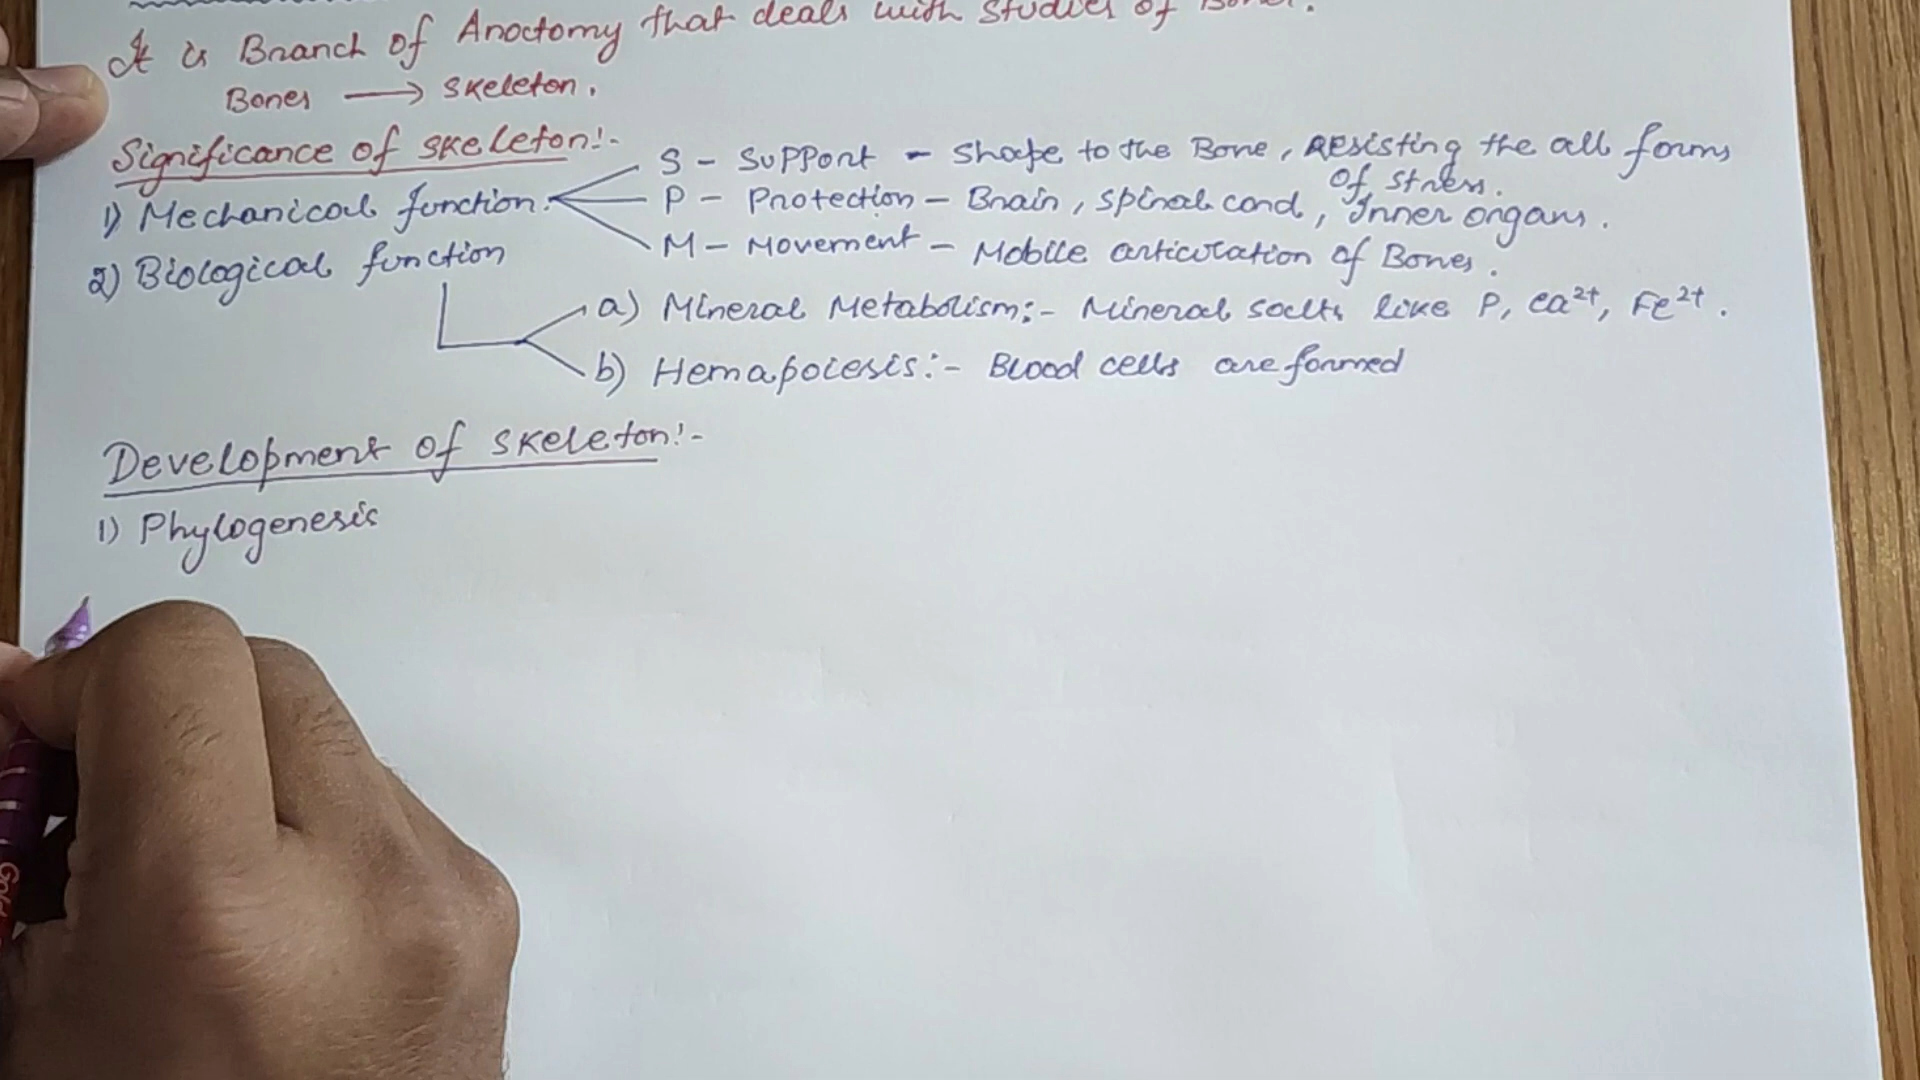 It is Branch of Anoctomy that deals with Studies of Bones.
Bones → Skeleton.
Significance of Skeleton:-
1) Mechanical function:
S - Support - Shape to the Bone, Resisting the all forms of Stress.
P - Protection - Brain, Spinal cord, Inner organs.
M - Movement - Mobile articulation of Bones.
2) Biological function
a) Mineral Metabolism:- Mineral salts like P, ca²⁺, Fe²⁺.
b) Hemapoiesis:- Blood cells are formed
Development of Skeleton:-
1) Phylogenesis
Gold